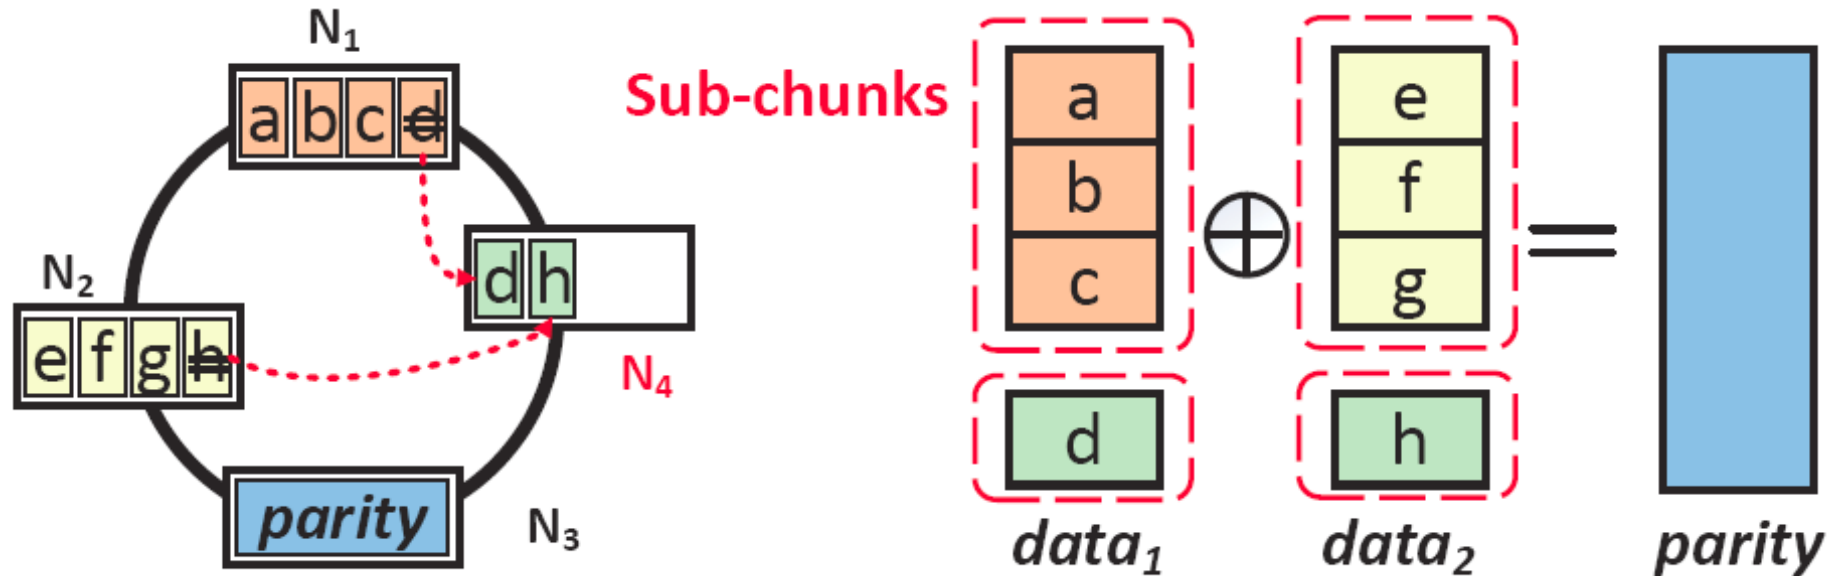 N₁
a b c d
Sub-chunks
d h
N₂
e f g h
N₄
parity
N₃
a
b
c
d
data₁
e
f
g
h
data₂
⊕
=
parity